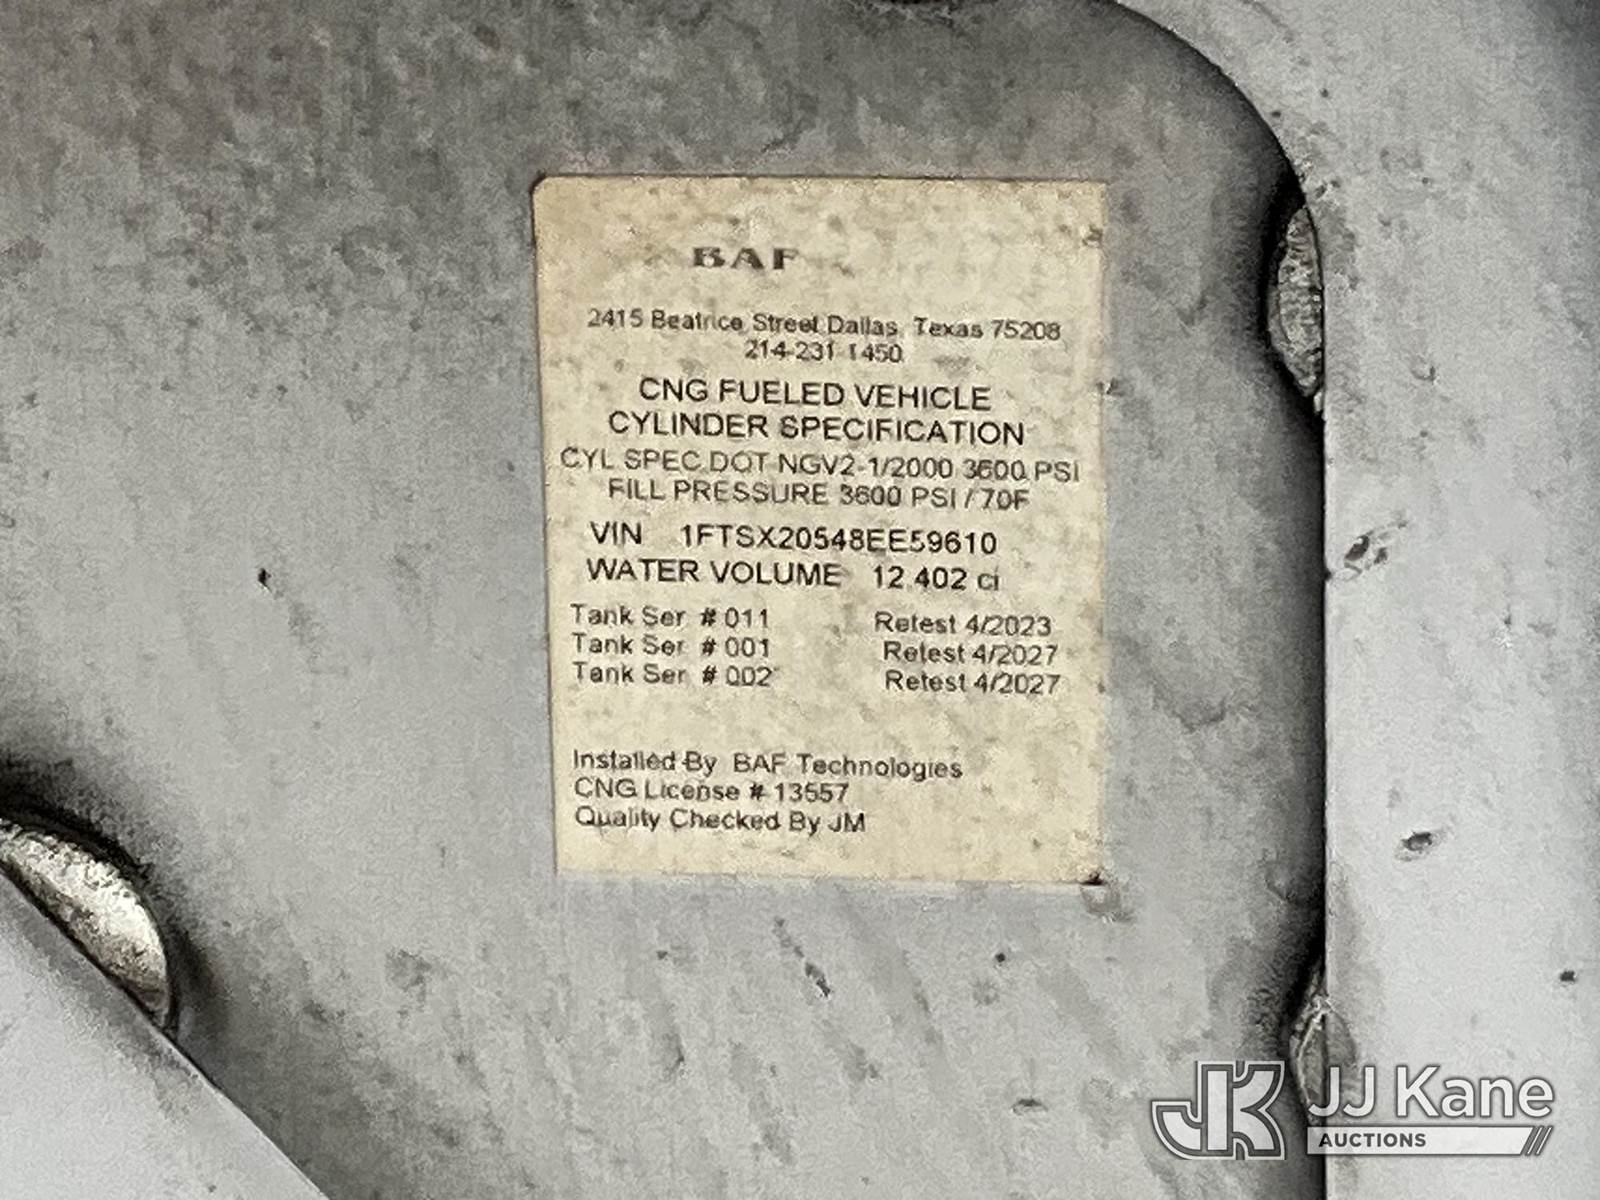 BAF
2415 Beatrice Street Dallas, Texas 75208
214-231-1450
CNG FUELED VEHICLE
CYLINDER SPECIFICATION
CYL SPEC DOT NGV2-1/2000 3600 PSI
FILL PRESSURE 3600 PSI / 70F
VIN 1FTSX20548EE59610
WATER VOLUME 12,402 ci
Tank Ser # 011 Retest 4/2023
Tank Ser # 001 Retest 4/2027
Tank Ser # 002 Retest 4/2027
Installed By BAF Technologies
CNG License # 13557
Quality Checked By JM
JK JJ Kane
AUCTIONS